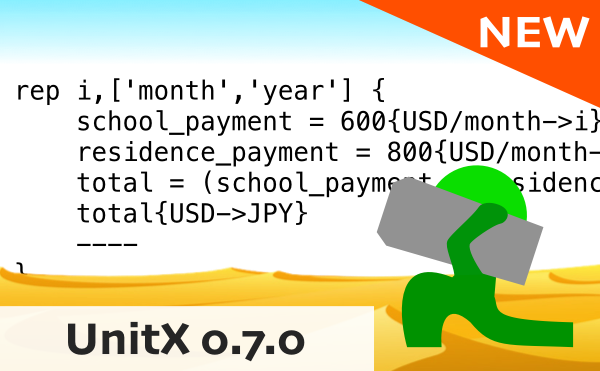 NEW
rep i,['month','year'] {
school_payment = 600{USD/month->i}
residence_payment = 800{USD/month-
total = (school_payme
total{USD->JPY}
----
}
UnitX 0.7.0